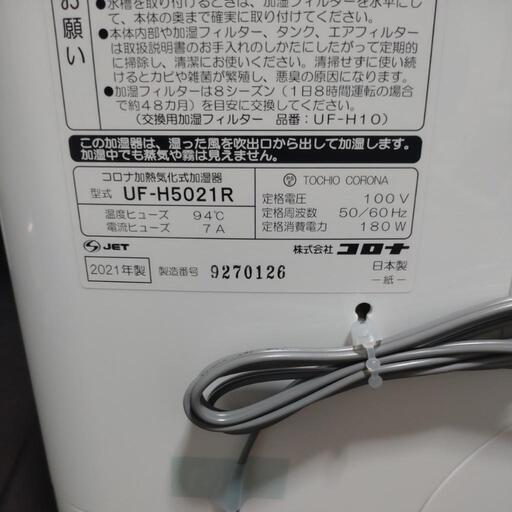 お願い
●水槽を取り付けるときは、加湿フィルターを水平にし
て、本体の奥まで確実に取り付けてください。
●本体内部や加湿フィルター、タンク、エアフィルター
は取扱説明書のお手入れのしかたにしたがって定期的
に掃除し、清潔にお使いください。清掃せずに使い続
けるとカビや雑菌が繁殖し、悪臭の原因になります。
●加湿フィルターは8シーズン（1日8時間運転の場合
で約48カ月）を目安に交換してください。
（交換用加湿フィルター 品番：UF-H10）
この加湿器は、湿った風を吹出口から出して加湿します。
加湿中でも蒸気や霧は見えません。
コロナ加熱気化式加湿器
型式 UF-H5021R
温度ヒューズ 94℃
電流ヒューズ 7A
TOCHIO CORONA
定格電圧 100V
定格周波数 50/60Hz
定格消費電力 180W
S JET
株式会社コロナ
2021年製 製造番号 9270126
日本製
－紙－